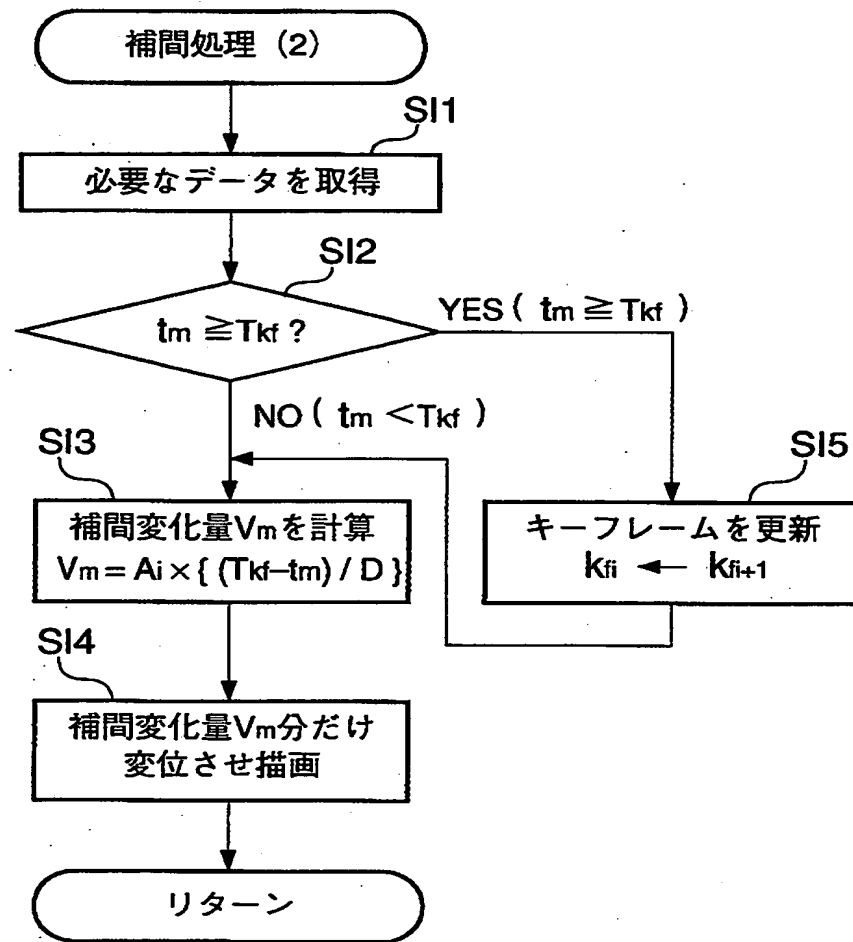 補間処理 (2)
SI1
必要なデータを取得
SI2
tm ≧ Tkf ?
YES ( tm ≧ Tkf )
NO ( tm < Tkf )
SI3
補間変化量Vmを計算
Vm = Ai × { (Tkf−tm) / D }
SI5
キーフレームを更新
kfi ← kfi+1
SI4
補間変化量Vm分だけ
変位させ描画
リターン